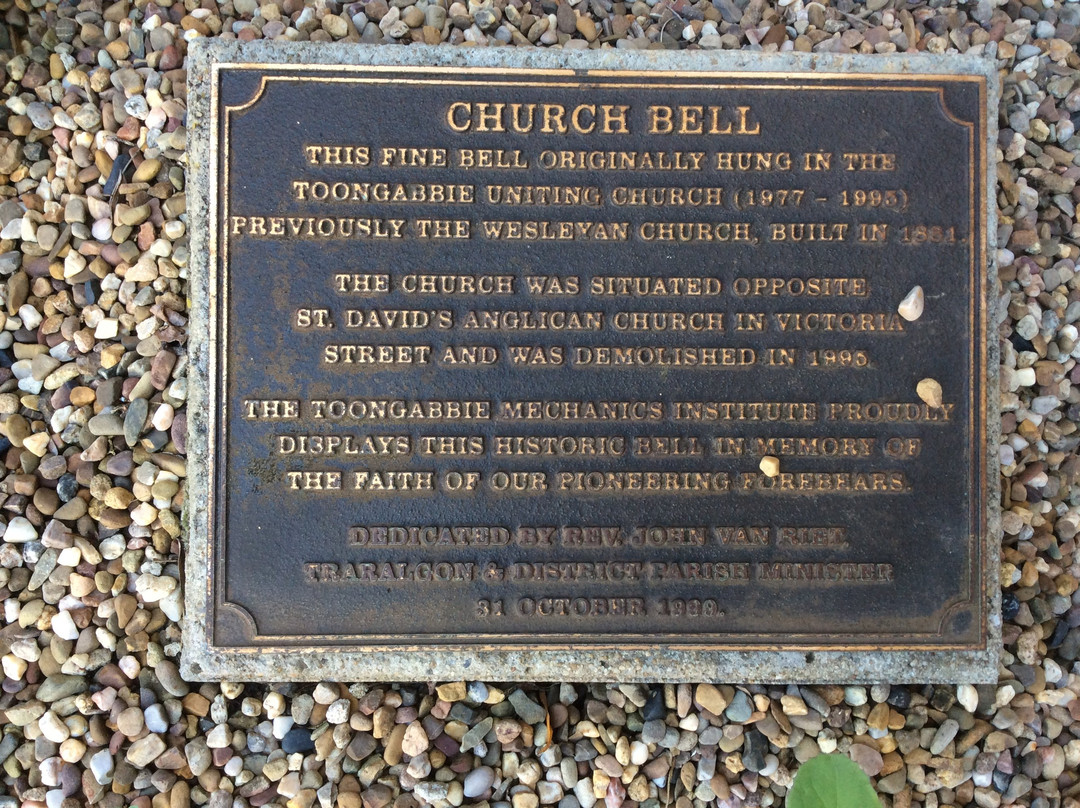 CHURCH BELL
THIS FINE BELL ORIGINALLY HUNG IN THE
TOONGABBIE UNITING CHURCH (1977 - 1995)
PREVIOUSLY THE WESLEYAN CHURCH, BUILT IN
THE CHURCH WAS SITUATED OPPOSITE
ST. DAVID'S ANGLICAN CHURCH IN VICTORIA
STREET AND WAS DEMOLISHED IN 1995.
THE TOONGABBIE MECHANICS INSTITUTE PROUDLY
DISPLAYS THIS HISTORIC BELL IN MEMORY OF
THE FAITH OF OUR PIONEERING FOREBEARS.
DEDICATED BY REV. JOHN VAN RIET,
TRARALGON & DISTRICT PARISH MINISTER
31 OCTOBER 1999.